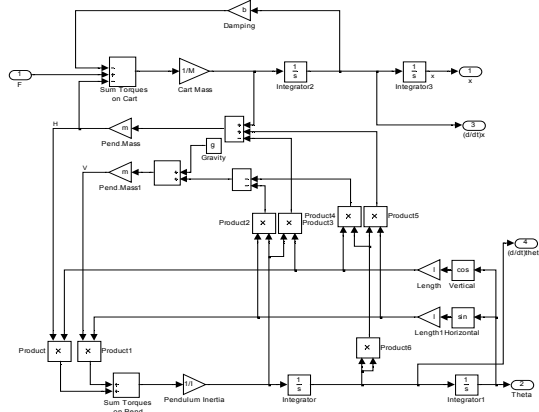 b
Damping
1
F
Sum Torques
on Cart
1/M
Cart Mass
1
s
Integrator2
1
s
Integrator3
x
1
x
3
(d/dt)x
H
m
Pend.Mass
g
Gravity
V
m
Pend.Mass1
Product2
Product3
Product4
Product5
4
(d/dt)thet
l
Length
cos
Vertical
l
Length1
sin
Horizontal
Product
Product1
Product6
Sum Torques
on Pend
1/I
Pendulum Inertia
1
s
Integrator
1
s
Integrator1
2
Theta